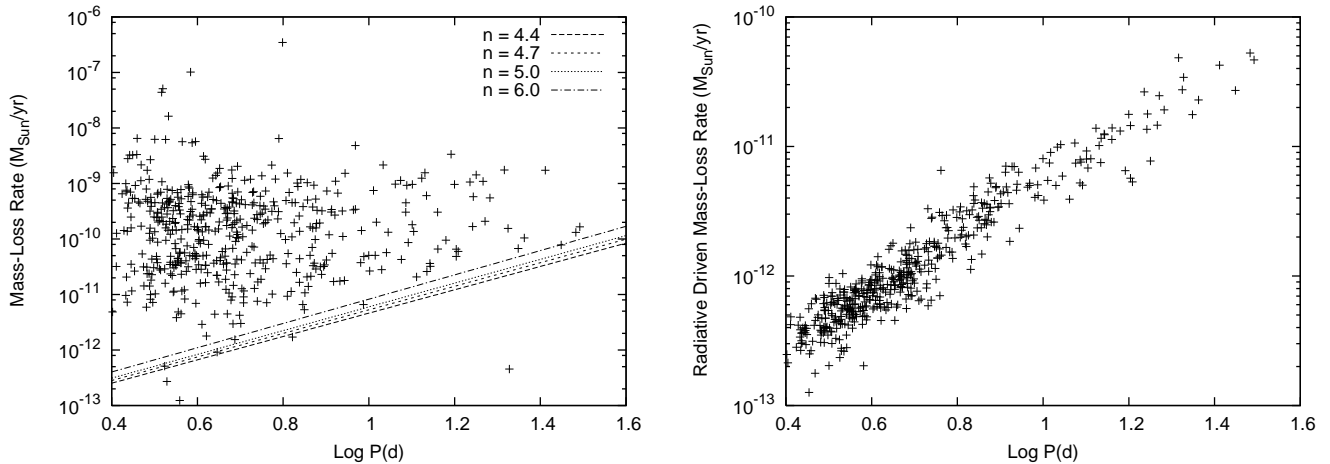 Mass-Loss Rate (M_Sun/yr)
10^-6
10^-7
10^-8
10^-9
10^-10
10^-11
10^-12
10^-13
n = 4.4
n = 4.7
n = 5.0
n = 6.0
0.4 0.6 0.8 1 1.2 1.4 1.6
Log P(d)
Radiative Driven Mass-Loss Rate (M_Sun/yr)
10^-10
10^-11
10^-12
10^-13
0.4 0.6 0.8 1 1.2 1.4 1.6
Log P(d)